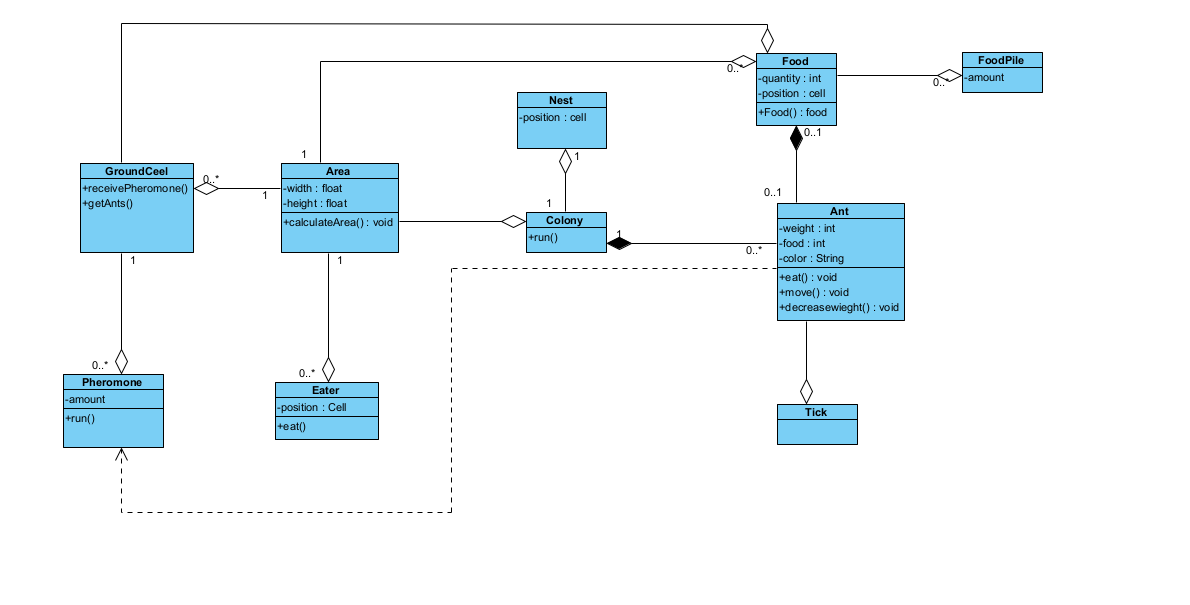 Food
-quantity : int
-position : cell
+Food() : food
0..*
FoodPile
-amount
0..*
0..1
0..1
Nest
-position : cell
1
1
1
GroundCeel
+receivePheromone()
+getAnts()
0..*
1
Area
-width : float
-height : float
+calculateArea() : void
Colony
+run()
1
0..*
Ant
-weight : int
-food : int
-color : String
+eat() : void
+move() : void
+decreasewieght() : void
1
1
0..*
Pheromone
-amount
+run()
0..*
Eater
-position : Cell
+eat()
Tick